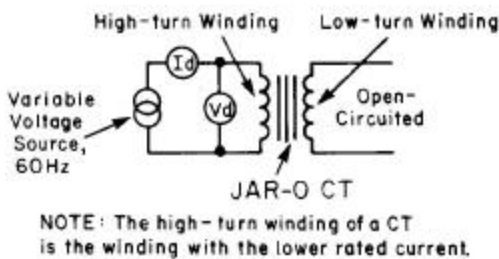 High-turn Winding
Low-turn Winding
Id
Variable
Voltage
Source,
60Hz
Vd
Open-
Circuited
JAR-O CT
NOTE: The high-turn winding of a CT
is the winding with the lower rated current.